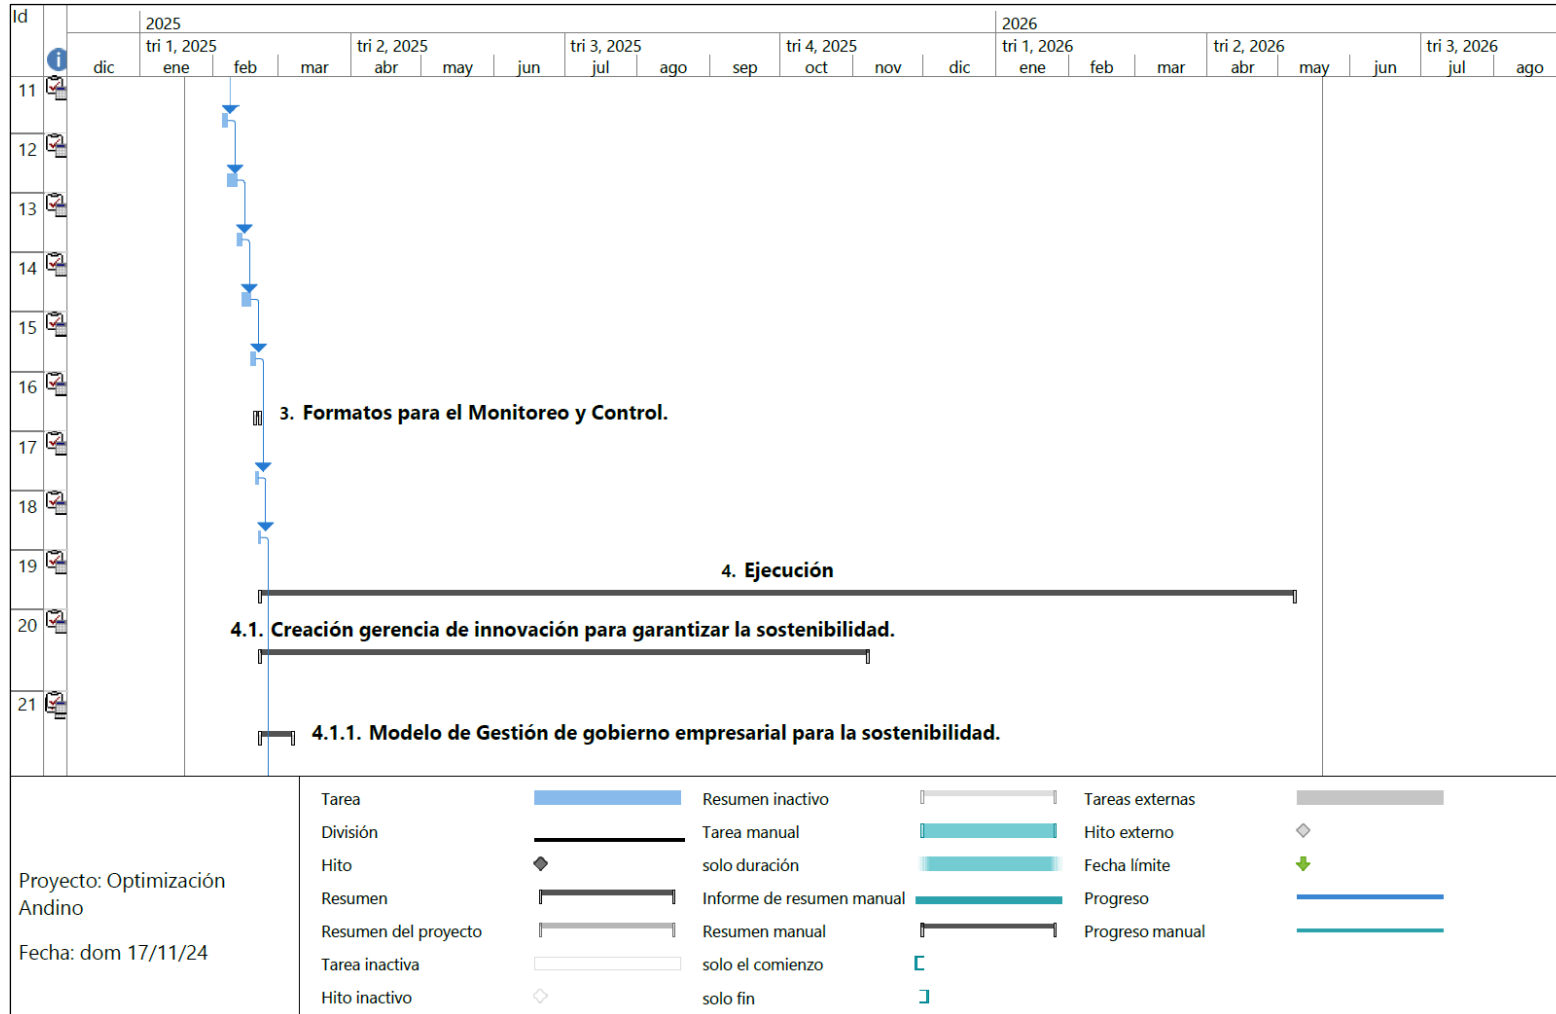 Id
2025 2026
tri 1, 2025 tri 2, 2025 tri 3, 2025 tri 4, 2025 tri 1, 2026 tri 2, 2026 tri 3, 2026
dic ene feb mar abr may jun jul ago sep oct nov dic ene feb mar abr may jun jul ago
11
12
13
14
15
16
3. Formatos para el Monitoreo y Control.
17
18
19
4. Ejecución
20
4.1. Creación gerencia de innovación para garantizar la sostenibilidad.
21
4.1.1. Modelo de Gestión de gobierno empresarial para la sostenibilidad.
Proyecto: Optimización
Andino
Fecha: dom 17/11/24
Tarea
División
Hito
Resumen
Resumen del proyecto
Tarea inactiva
Hito inactivo
Resumen inactivo
Tarea manual
solo duración
Informe de resumen manual
Resumen manual
solo el comienzo
solo fin
Tareas externas
Hito externo
Fecha límite
Progreso
Progreso manual